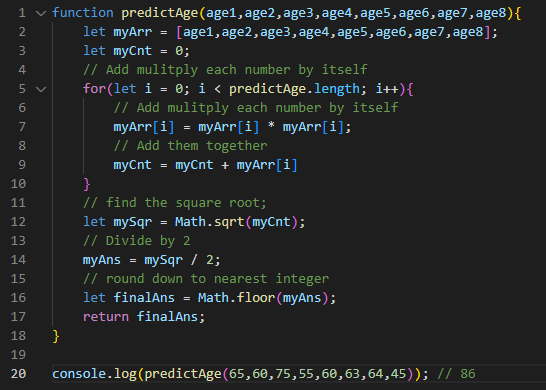 1 function predictAge(age1,age2,age3,age4,age5,age6,age7,age8){
2 let myArr = [age1,age2,age3,age4,age5,age6,age7,age8];
3 let myCnt = 0;
4 // Add mulitply each number by itself
5 for(let i = 0; i < predictAge.length; i++){
6 // Add mulitply each number by itself
7 myArr[i] = myArr[i] * myArr[i];
8 // Add them together
9 myCnt = myCnt + myArr[i]
10 }
11 // find the square root;
12 let mySqr = Math.sqrt(myCnt);
13 // Divide by 2
14 myAns = mySqr / 2;
15 // round down to nearest integer
16 let finalAns = Math.floor(myAns);
17 return finalAns;
18 }
19
20 console.log(predictAge(65,60,75,55,60,63,64,45)); // 86